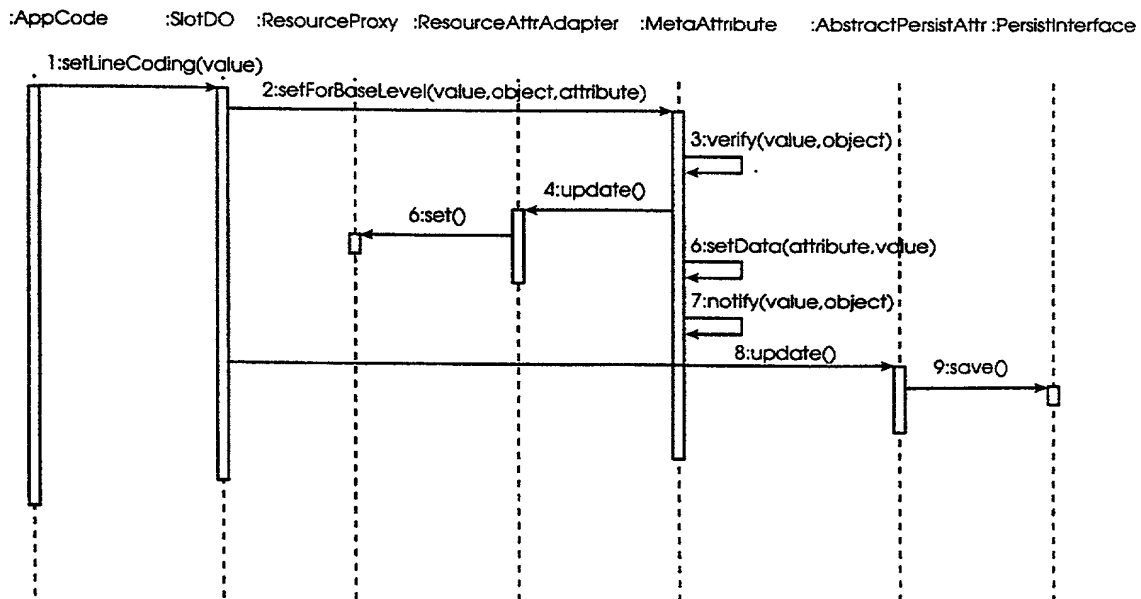 :AppCode :SlotDO :ResourceProxy :ResourceAttrAdapter :MetaAttribute :AbstractPersistAttr :PersistInterface
1:setLineCoding(value)
2:setForBaseLevel(value,object,attribute)
3:verify(value,object)
4:update()
6:set()
6:setData(attribute,value)
7:notify(value,object)
8:update()
9:save()